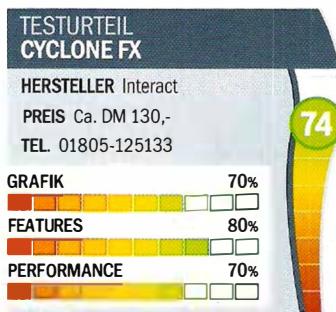 TESTURTEIL
CYCLONE FX
HERSTELLER Interact
PREIS Ca. DM 130,-
TEL. 01805-125133
74
GRAFIK 70%
FEATURES 80%
PERFORMANCE 70%